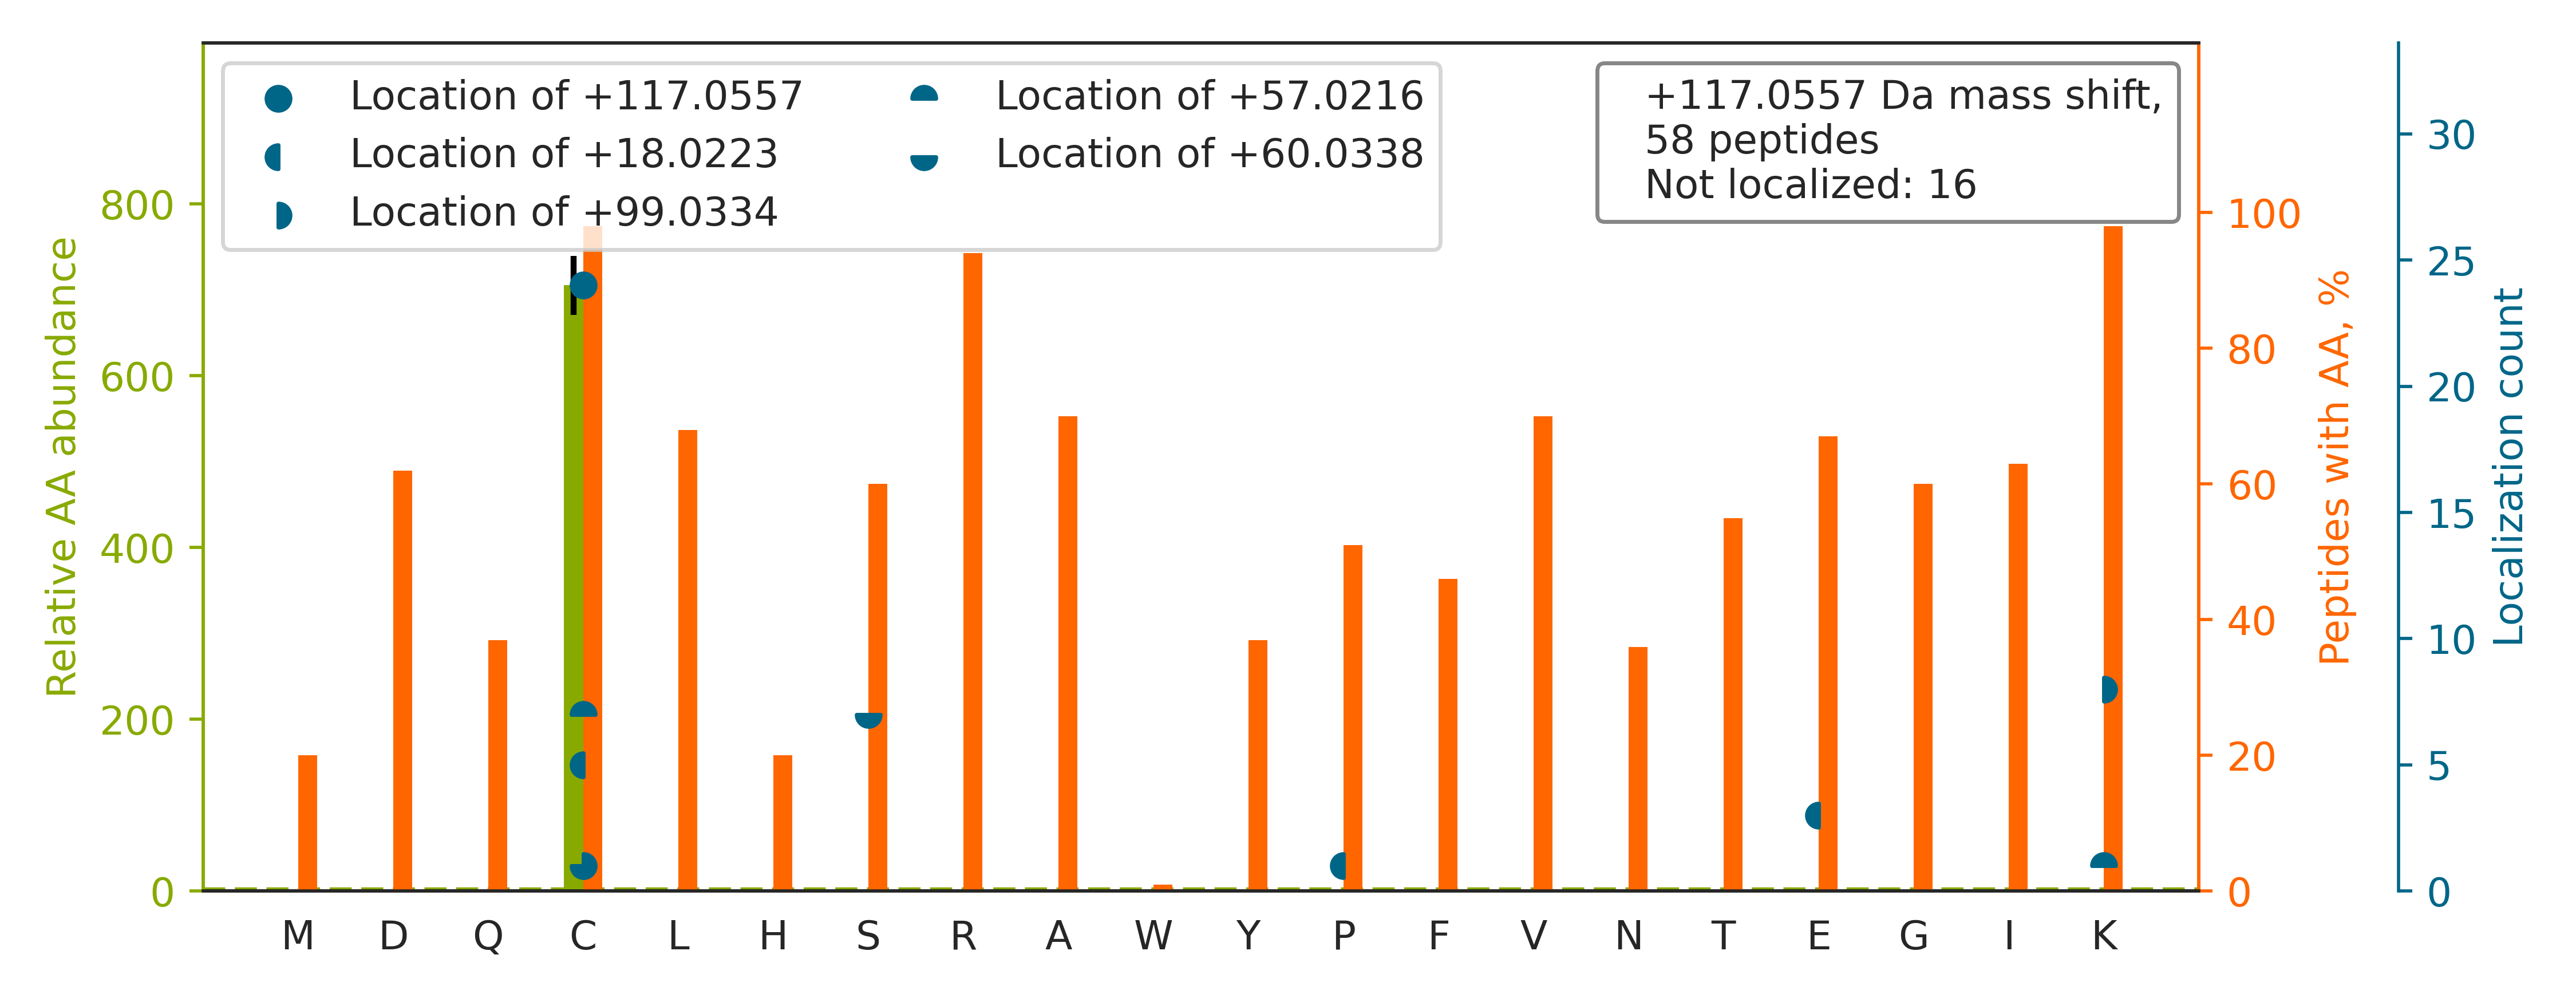 Location of +117.0557
Location of +18.0223
Location of +99.0334
Location of +57.0216
Location of +60.0338
+117.0557 Da mass shift,
58 peptides
Not localized: 16
Relative AA abundance
800
600
400
200
0
M D Q C L H S R A W Y P F V N T E G I K
100
80
60
40
20
0
Peptides with AA, %
30
25
20
15
10
5
0
Localization count